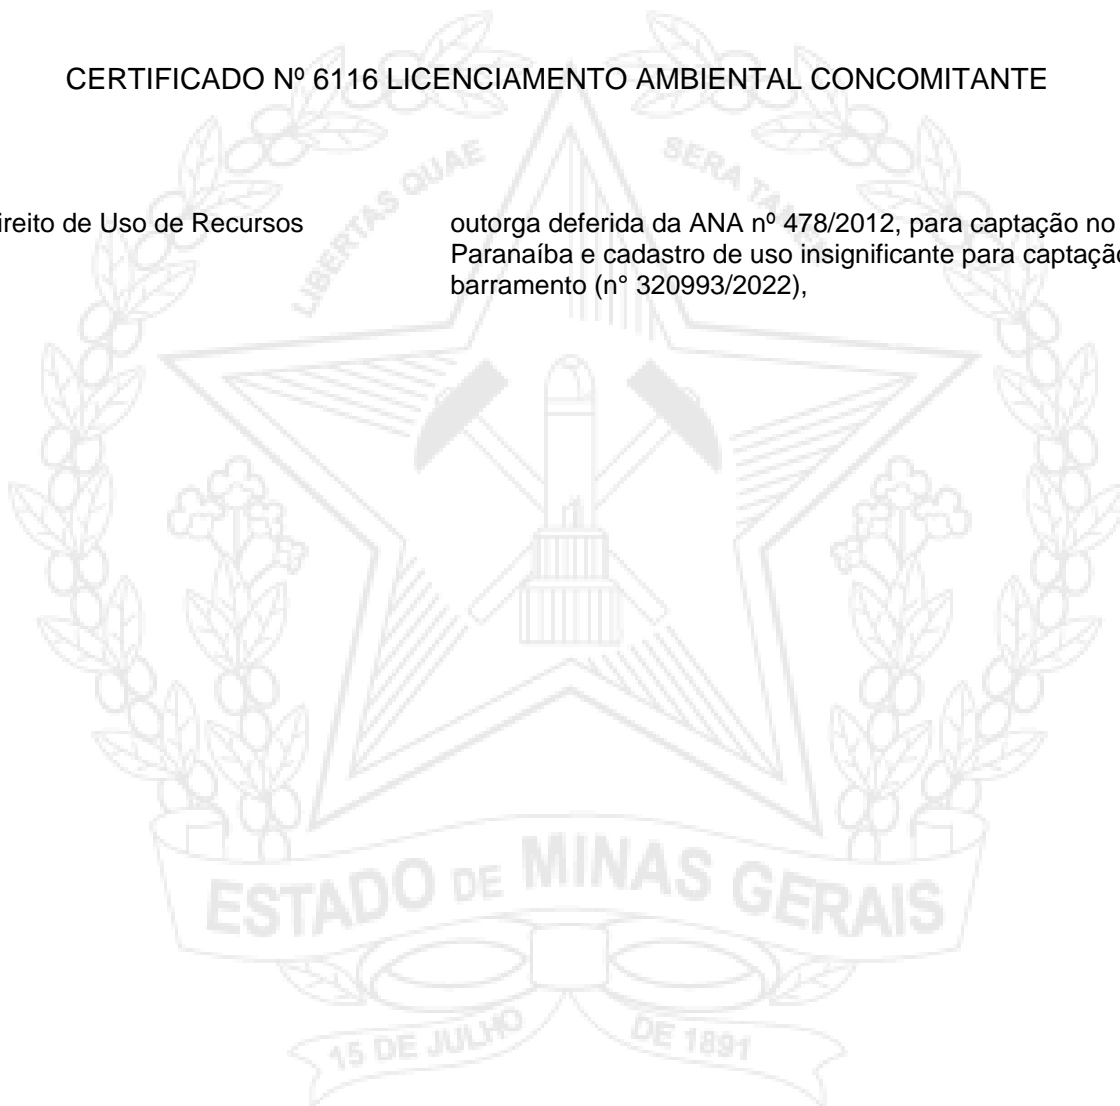 CERTIFICADO Nº 6116 LICENCIAMENTO AMBIENTAL CONCOMITANTE
LIBERTAS QUAE SERA TAMEN
ireito de Uso de Recursos
outorga deferida da ANA nº 478/2012, para captação no
Paranaíba e cadastro de uso insignificante para captaçã
barramento (n° 320993/2022),
ESTADO DE MINAS GERAIS
15 DE JULHO DE 1891